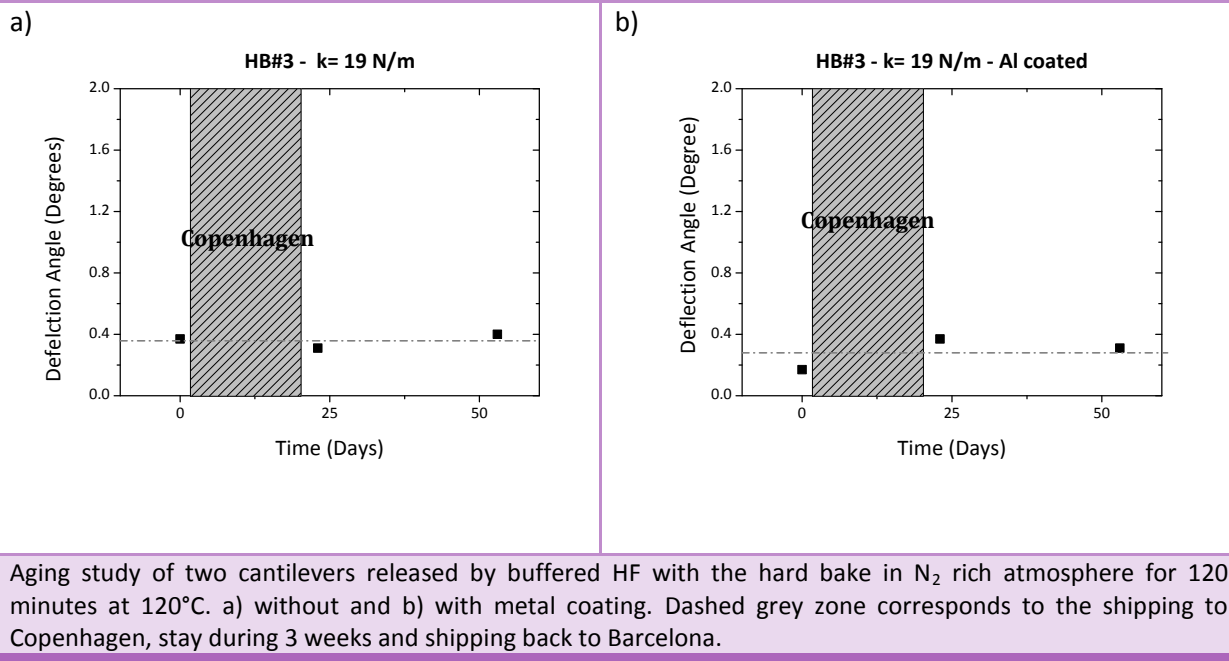 a)
HB#3 - k= 19 N/m
2.0
1.6
1.2
0.8
0.4
0.0
Defelction Angle (Degrees)
Copenhagen
0
25
50
Time (Days)
b)
HB#3 - k= 19 N/m - Al coated
2.0
1.6
1.2
0.8
0.4
0.0
Deflection Angle (Degree)
Copenhagen
0
25
50
Time (Days)
Aging study of two cantilevers released by buffered HF with the hard bake in N₂ rich atmosphere for 120
minutes at 120°C. a) without and b) with metal coating. Dashed grey zone corresponds to the shipping to
Copenhagen, stay during 3 weeks and shipping back to Barcelona.